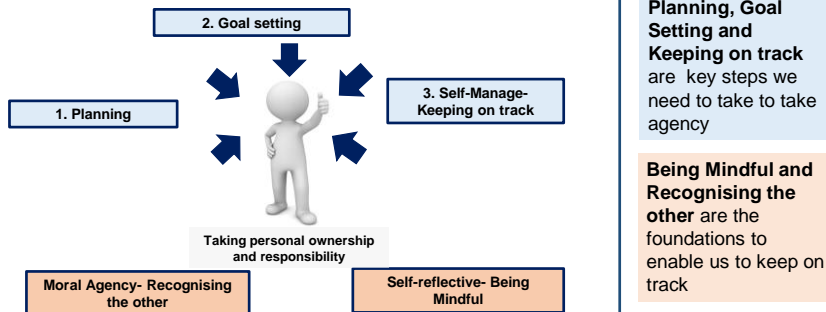 2. Goal setting
1. Planning
3. Self-Manage-
Keeping on track
Taking personal ownership
and responsibility
Moral Agency- Recognising
the other
Self-reflective- Being
Mindful
Planning, Goal
Setting and
Keeping on track
are key steps we
need to take to take
agency
Being Mindful and
Recognising the
other are the
foundations to
enable us to keep on
track